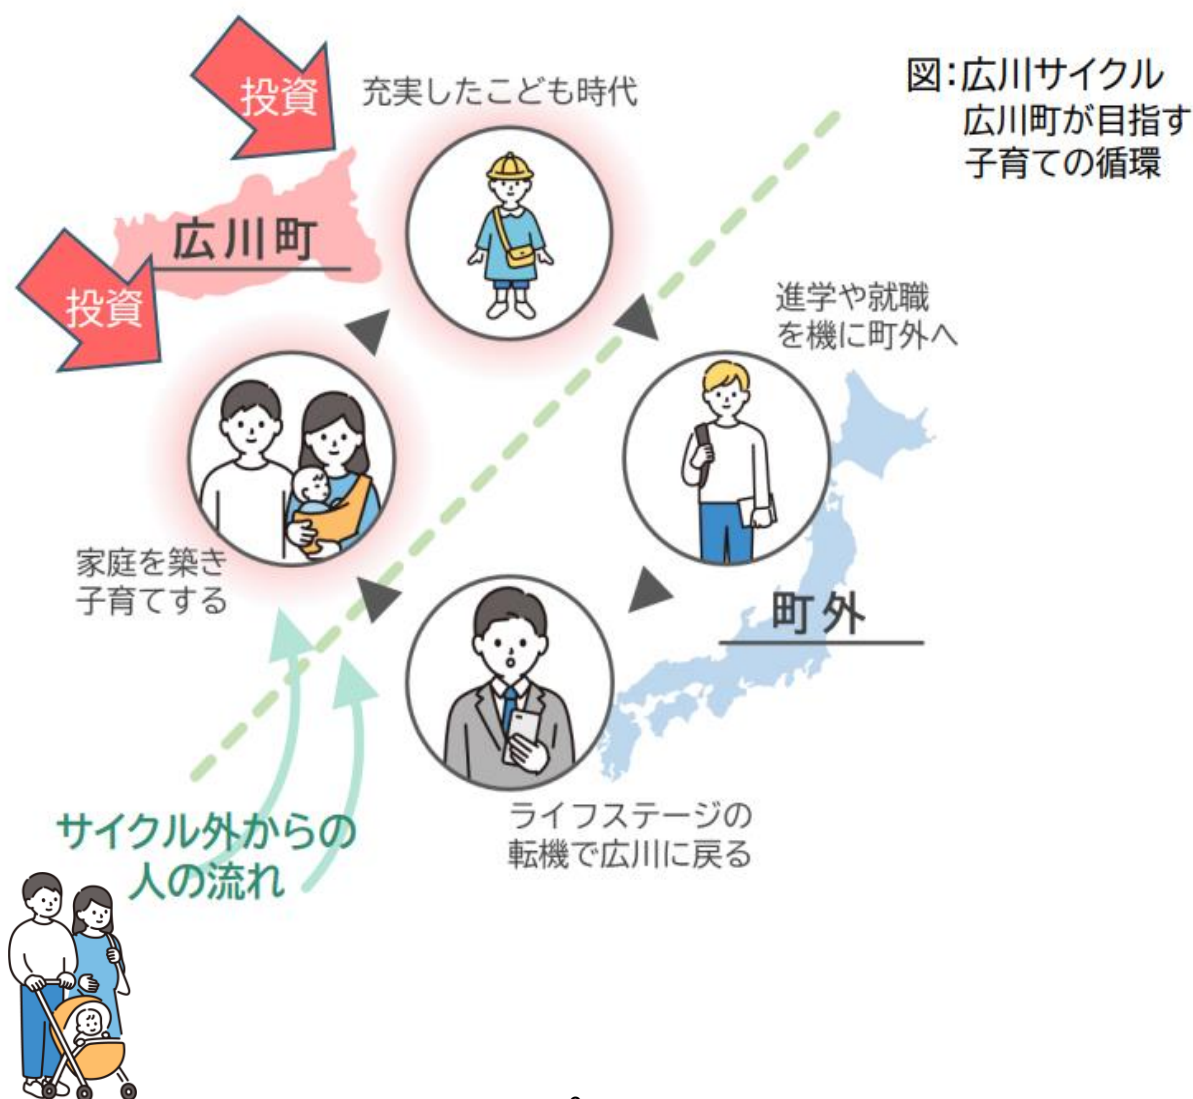 図：広川サイクル
広川町が目指す
子育ての循環
投資
充実したこども時代
広川町
投資
進学や就職
を機に町外へ
家庭を築き
子育てする
町外
ライフステージの
転機で広川に戻る
サイクル外からの
人の流れ